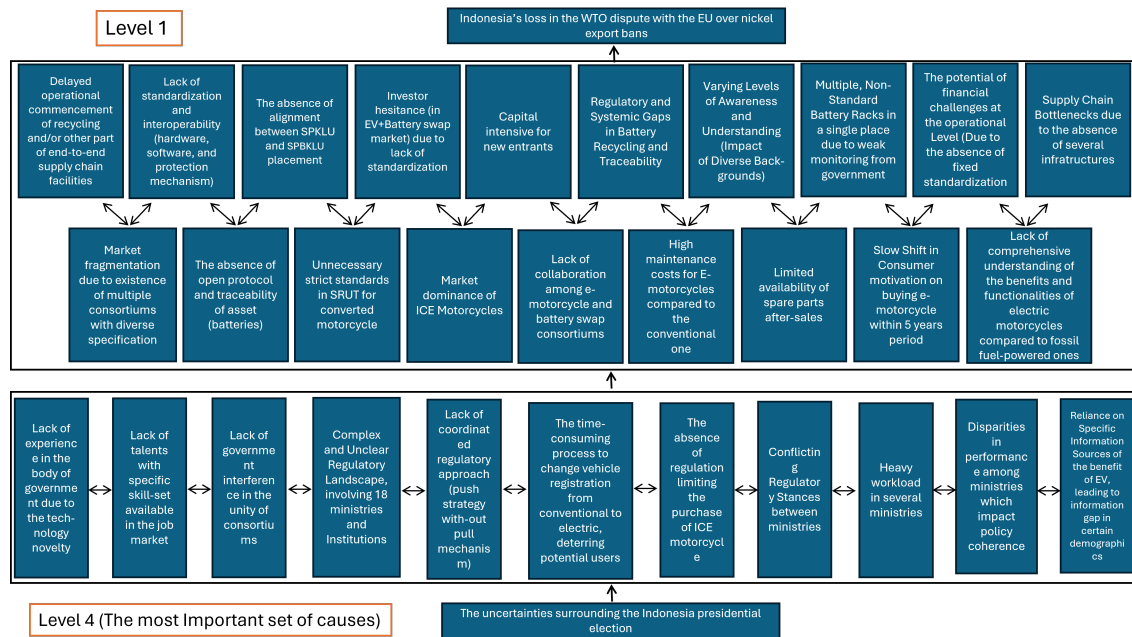 Level 1
Indonesia's loss in the WTO dispute with the EU over nickel
export bans
Delayed
operational
commencement
of recycling
and/or other part
of end-to-end
supply chain
facilities
Lack of
standardization
and
interoperability
(hardware,
software, and
protection
mechanism)
The absence of
alignment
between SPKLU
and SPBKLU
placement
Investor
hesitance (in
EV+Battery swap
market) due to
lack of
standardization
Capital
intensive for
new entrants
Regulatory and
Systemic Gaps
in Battery
Recycling and
Traceability
Varying Levels
of Awareness
and
Understanding
(Impact
of Diverse Back-
grounds)
Multiple, Non-
Standard
Battery Racks in
a single place
due to weak
monitoring from
government
The potential of
financial
challenges at
the operational
Level (Due to
the absence of
fixed
standardization
Supply Chain
Bottlenecks due
to the absence
of several
infratructures
Market
fragmentation
due to existence
of multiple
consortiums
with diverse
specification
The absence of
open protocol
and traceability
of asset
(batteries)
Unnecessary
strict standards
in SRUT for
converted
motorcycle
Market
dominance of
ICE Motorcycles
Lack of
collaboration
among e-
motorcycle and
battery swap
consortiums
High
maintenance
costs for E-
motorcycles
compared to
the
conventional
one
Limited
availability of
spare parts
after-sales
Slow Shift in
Consumer
motivation on
buying e-
motorcycle
within 5 years
period
Lack of
comprehensive
understanding of
the benefits and
functionalities of
electric
motorcycles
compared to fossil
fuel-powered ones
Lack of
experienc
e in the
body of
governme
nt due to
the tech-
nology
novelty
Lack of
talents
with
specific
skill-set
available
in the job
market
Lack of
governmen
t
interferenc
e in the
unity of
consortiu
ms
Complex and
Unclear
Regulatory
Landscape,
involving 18
ministries
and
Institutions
Lack of
coordinat
ed
regulatory
approach
(push
strategy
with-out
pull
mechanis
m)
The time-
consuming
process to
change vehicle
registration
from
conventional to
electric,
deterring
potential users
The
absence of
regulation
limiting
the
purchase
of ICE
motorcycl
e
Conflictin
g
Regulator
y Stances
between
ministries
Heavy
workload
in several
ministries
Disparities
in
performanc
e among
ministries
which
impact
policy
coherence
Reliance on
Specific
Information
Sources of
the benefit
of EV,
leading to
information
gap in
certain
demographi
cs
Level 4 (The most Important set of causes)
The uncertainties surrounding the Indonesia presidential
election